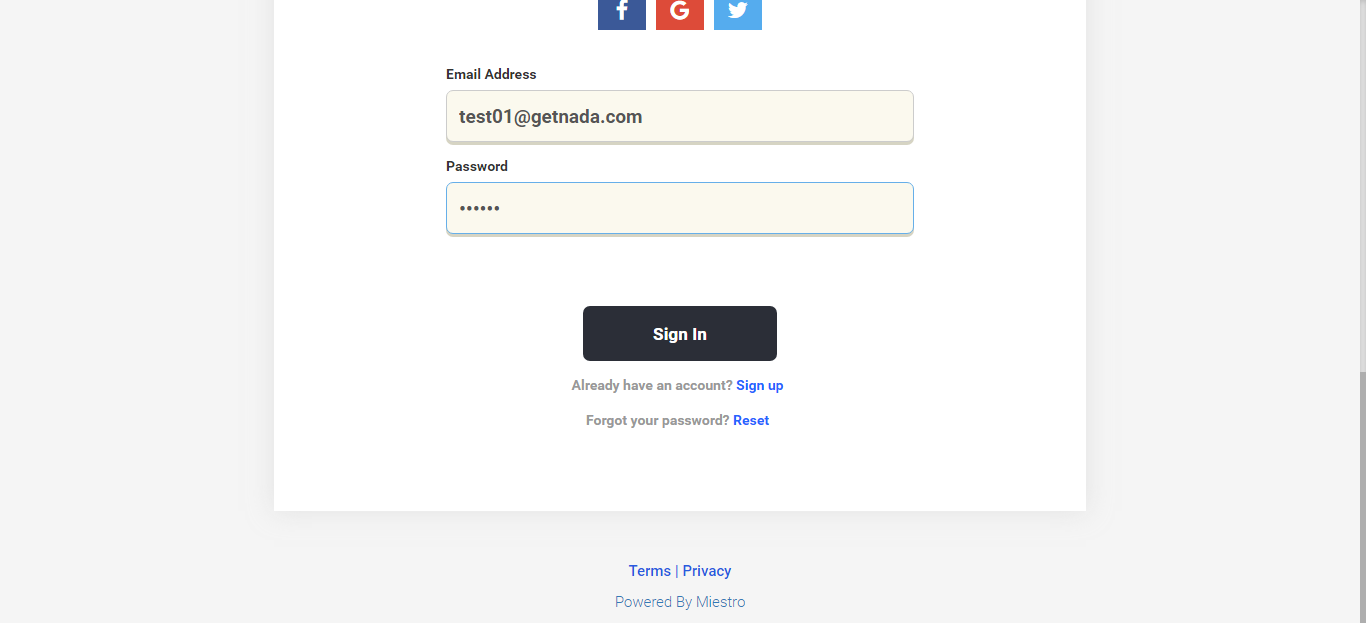 Email Address
test01@getnada.com
Password
••••••
Sign In
Already have an account? Sign up
Forgot your password? Reset
Terms | Privacy
Powered By Miestro